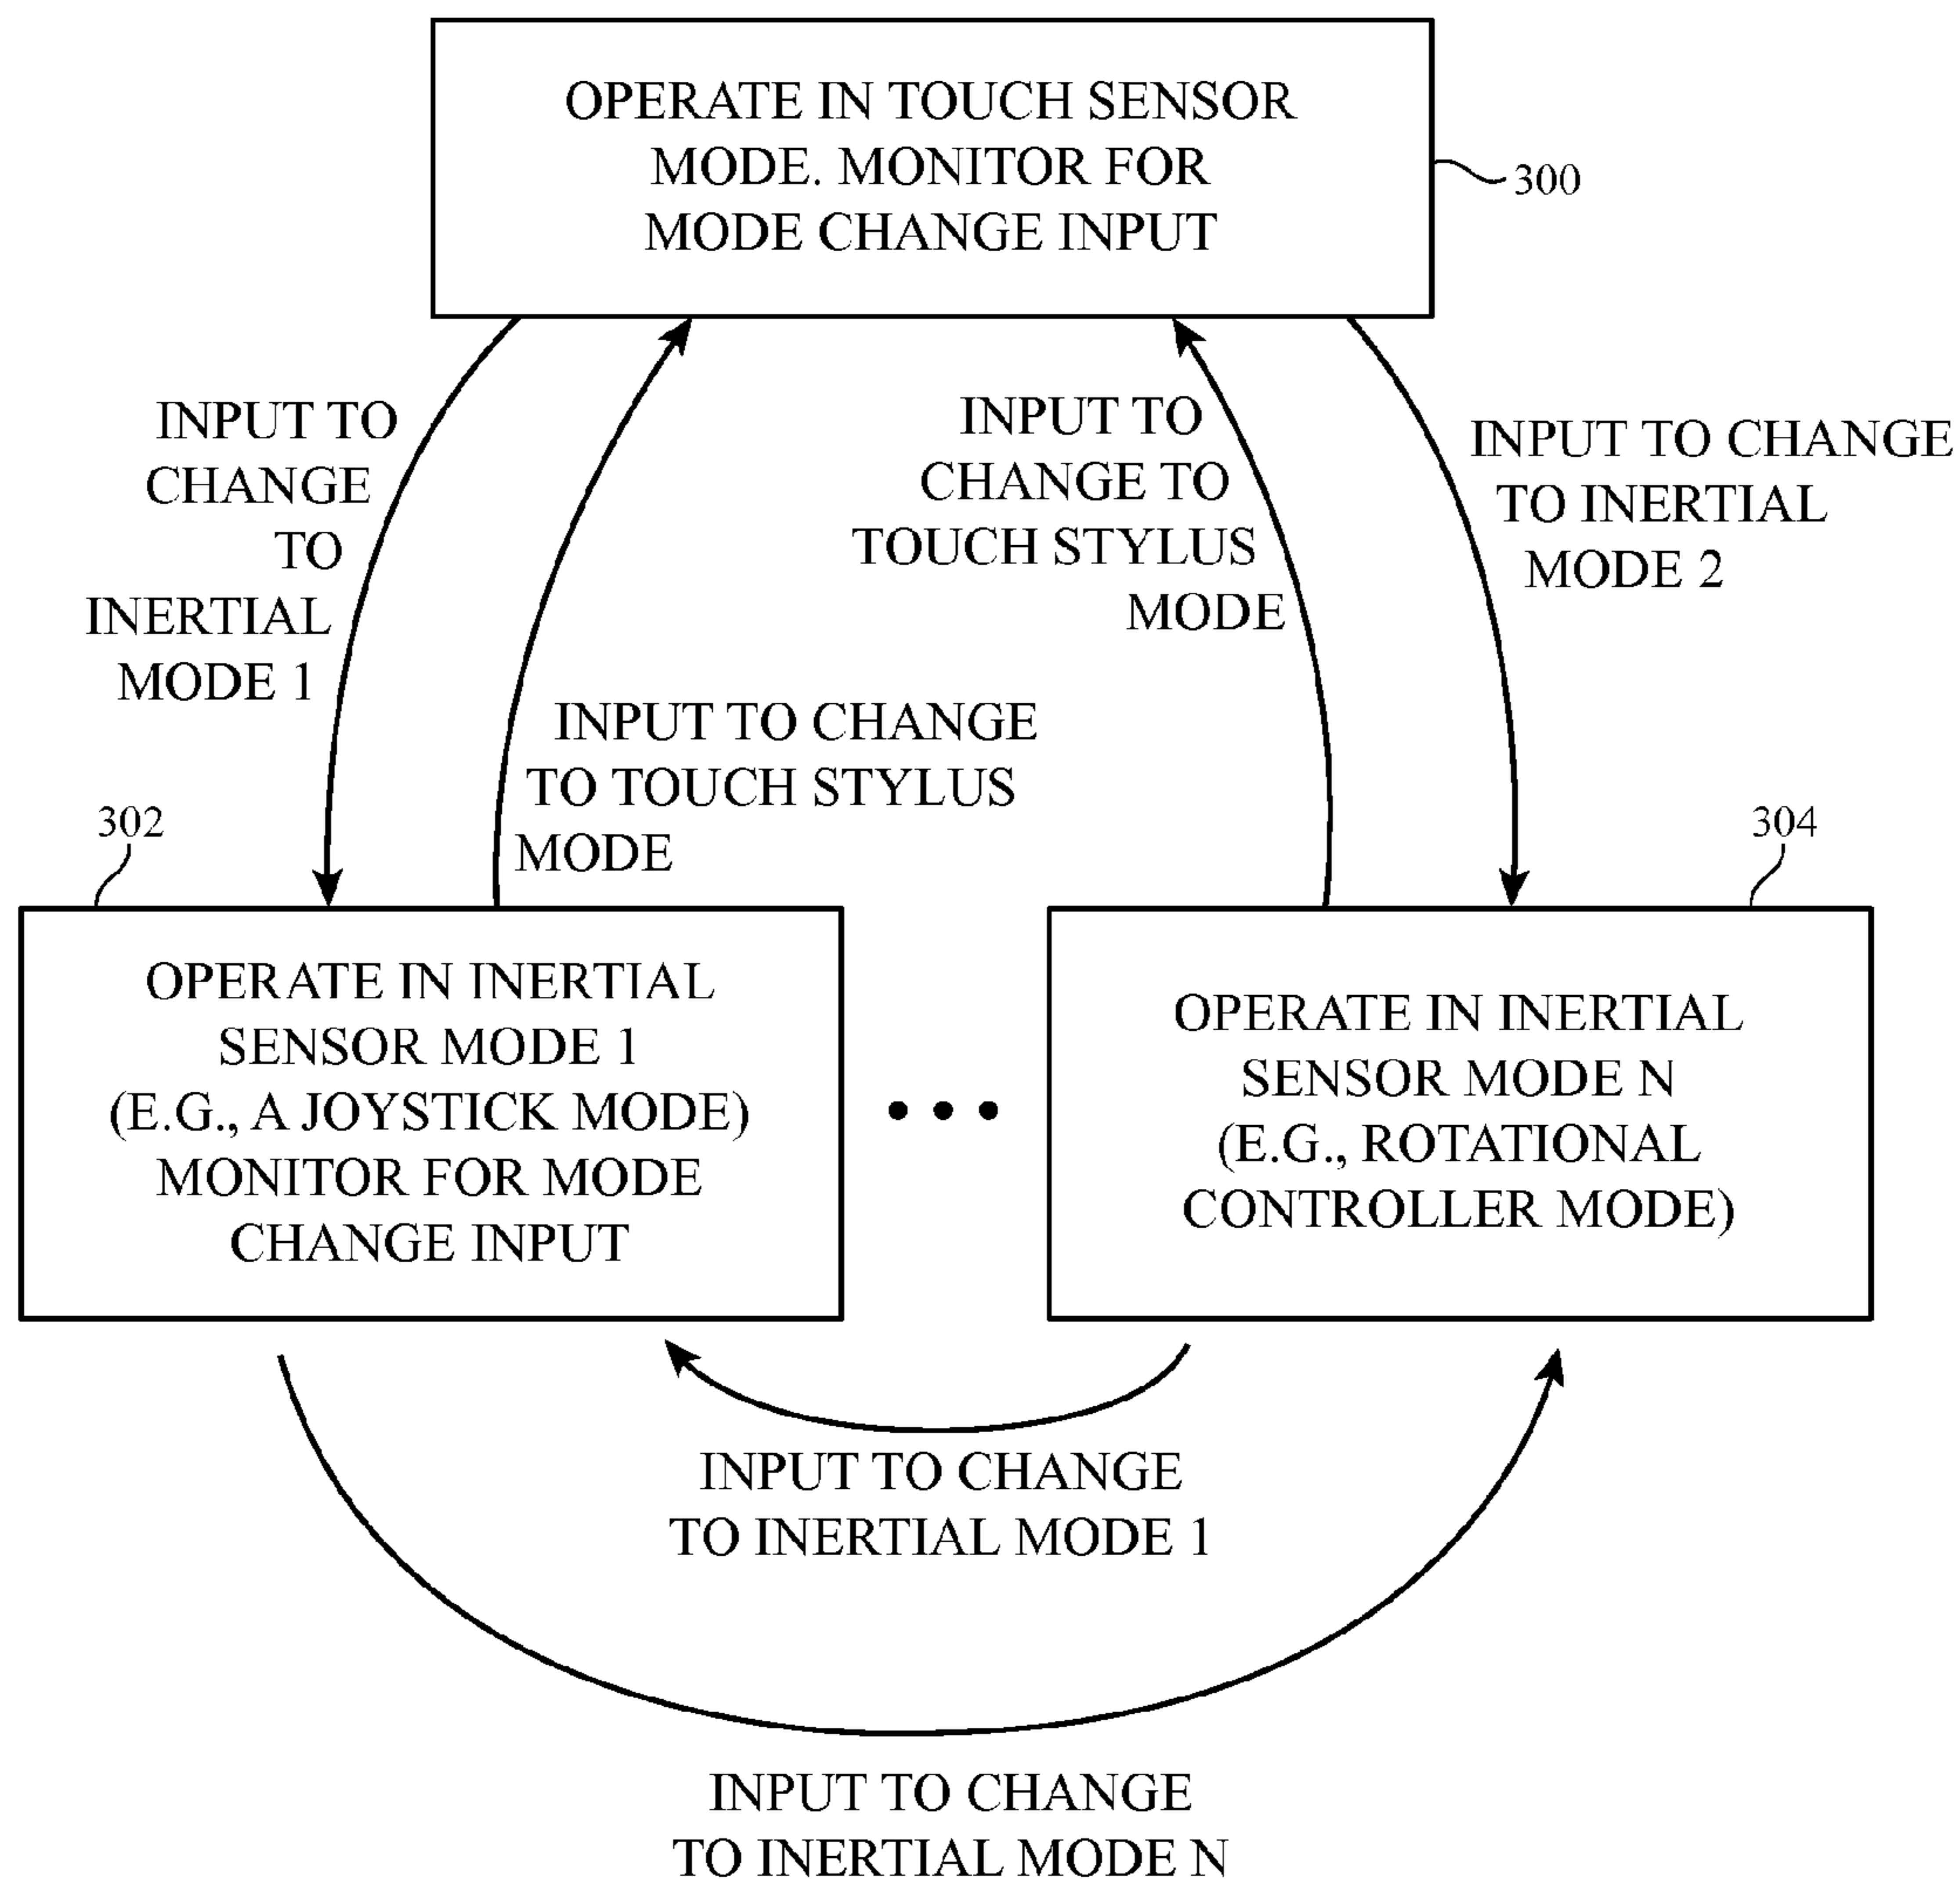 OPERATE IN TOUCH SENSOR
MODE. MONITOR FOR
MODE CHANGE INPUT
300
INPUT TO
CHANGE
TO
INERTIAL
MODE 1
INPUT TO CHANGE
TO TOUCH STYLUS
MODE
INPUT TO
CHANGE TO
TOUCH STYLUS
MODE
INPUT TO CHANGE
TO INERTIAL
MODE 2
302
OPERATE IN INERTIAL
SENSOR MODE 1
(E.G., A JOYSTICK MODE)
MONITOR FOR MODE
CHANGE INPUT
• • •
304
OPERATE IN INERTIAL
SENSOR MODE N
(E.G., ROTATIONAL
CONTROLLER MODE)
INPUT TO CHANGE
TO INERTIAL MODE 1
INPUT TO CHANGE
TO INERTIAL MODE N